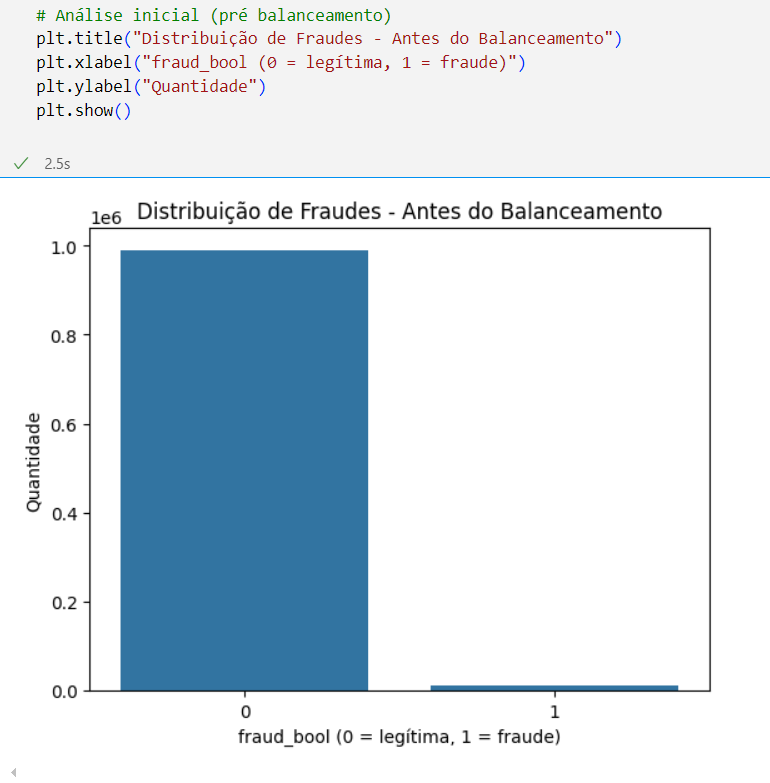 # Análise inicial (pré balanceamento)
plt.title("Distribuição de Fraudes - Antes do Balanceamento")
plt.xlabel("fraud_bool (0 = legítima, 1 = fraude)")
plt.ylabel("Quantidade")
plt.show()
2.5s
1e6
Distribuição de Fraudes - Antes do Balanceamento
1.0
0.8
0.6
0.4
0.2
0.0
Quantidade
0 1
fraud_bool (0 = legítima, 1 = fraude)